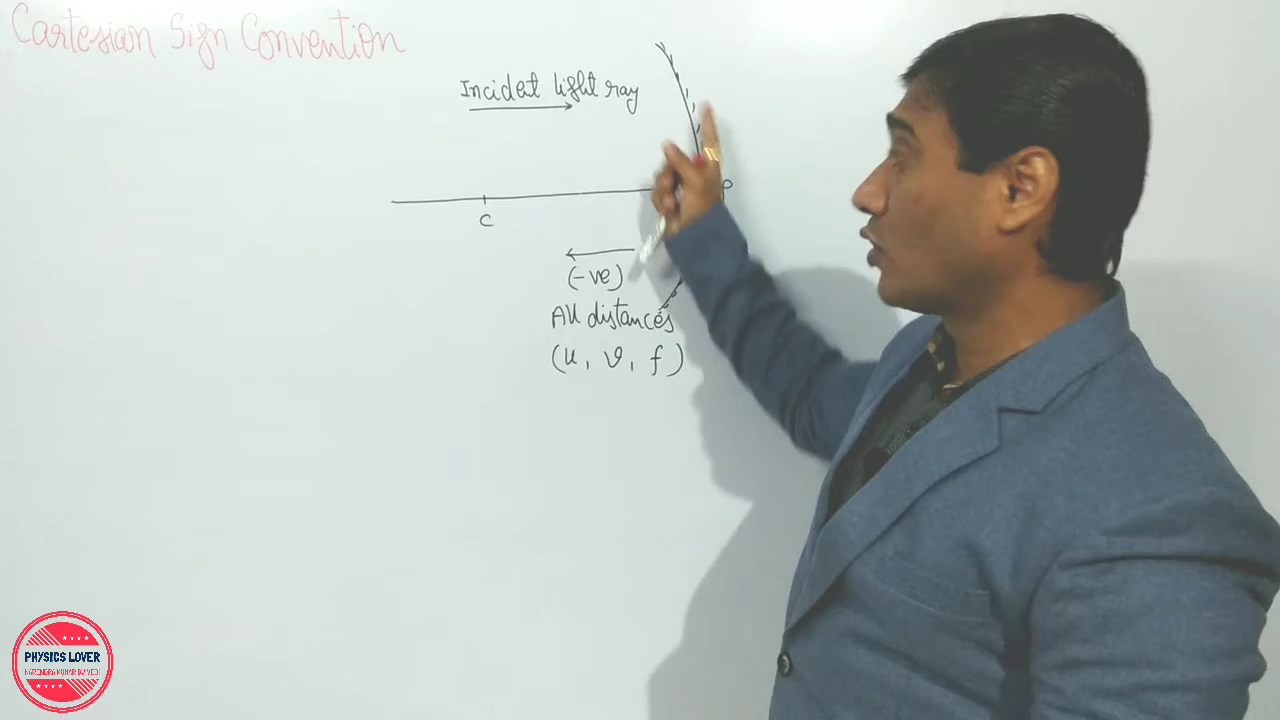 Cartesian Sign Convention
Incident light ray
P
C
(-ve)
All distances
(u, v, f)
PHYSICS LOVER